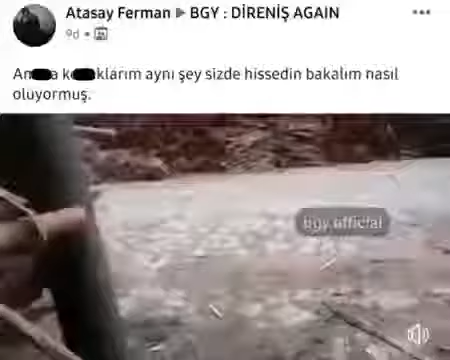 Atasay Ferman ▶ BGY : DİRENİŞ AGAIN
9d •
aynı şey sizde hissedin bakalım nasıl
oluyormuş.
bgy.official